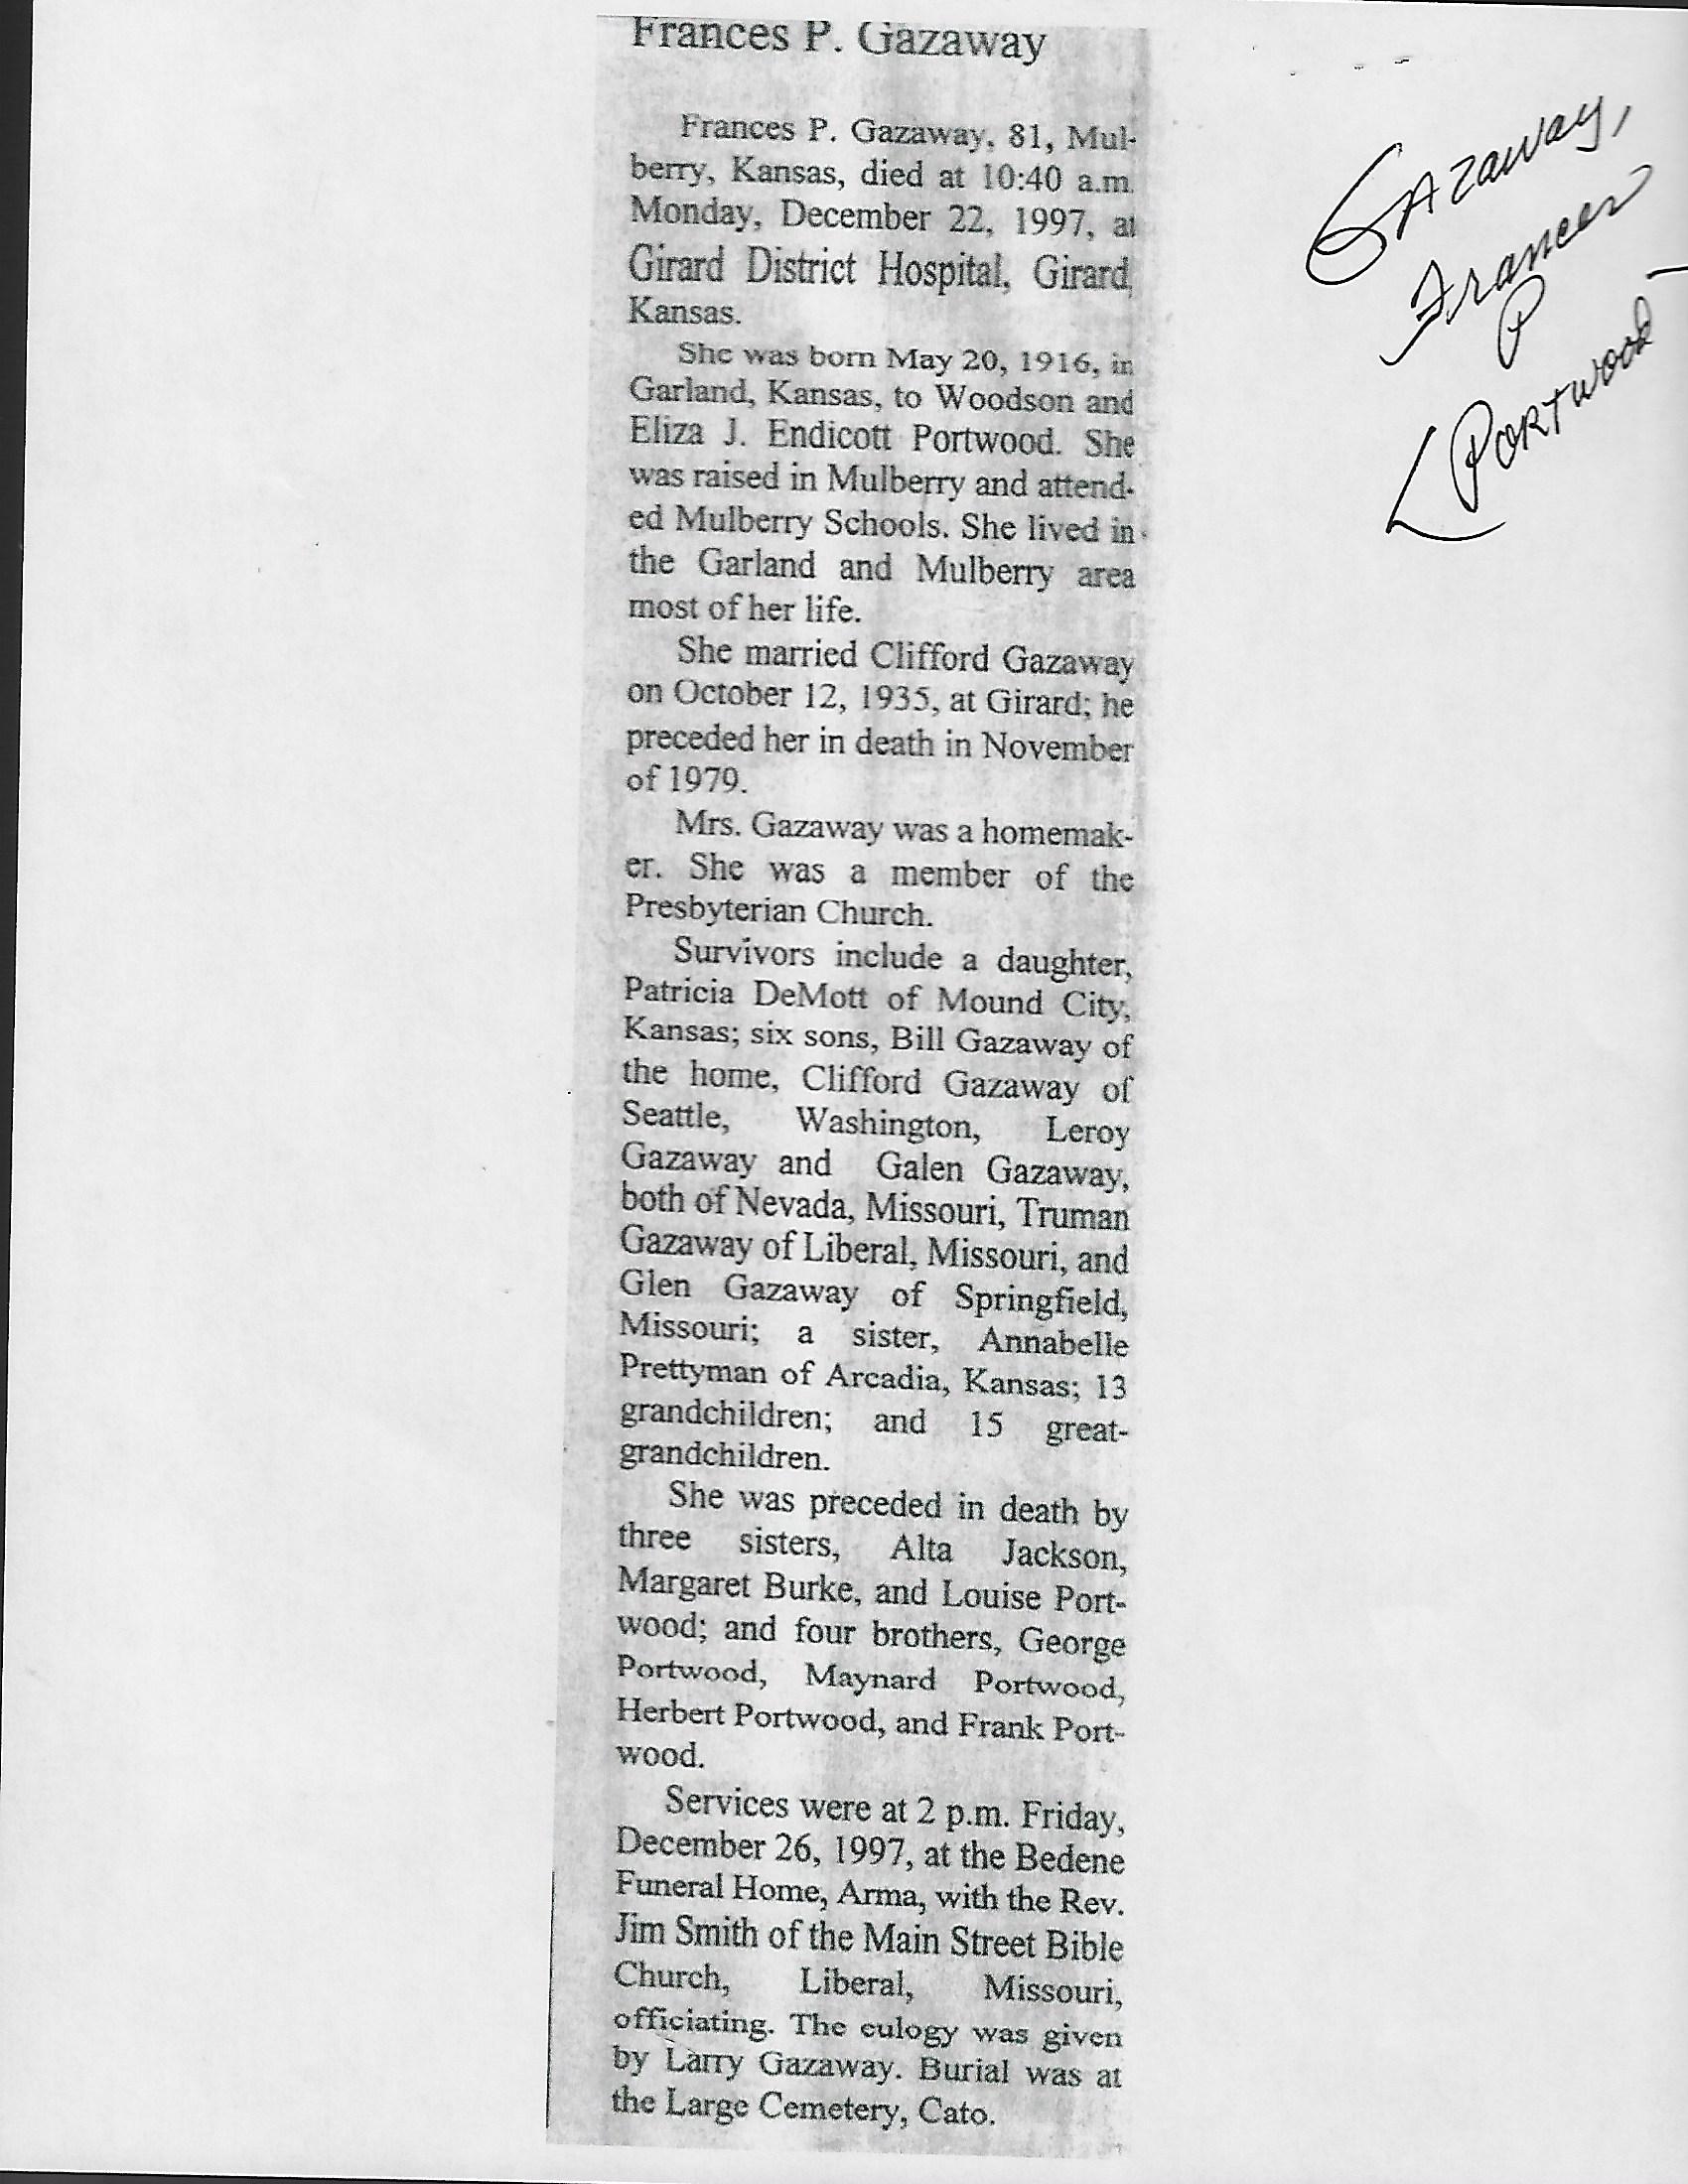 Frances P. Gazaway
Frances P. Gazaway, 81, Mul-
berry, Kansas, died at 10:40 a.m.
Monday, December 22, 1997, at
Girard District Hospital, Girard,
Kansas.
She was born May 20, 1916, in
Garland, Kansas, to Woodson and
Eliza J. Endicott Portwood. She
was raised in Mulberry and attend-
ed Mulberry Schools. She lived in
the Garland and Mulberry area
most of her life.
She married Clifford Gazaway
on October 12, 1935, at Girard; he
preceded her in death in November
of 1979.
Mrs. Gazaway was a homemak-
er. She was a member of the
Presbyterian Church.
Survivors include a daughter,
Patricia DeMott of Mound City,
Kansas; six sons, Bill Gazaway of
the home, Clifford Gazaway of
Seattle, Washington, Leroy
Gazaway and Galen Gazaway,
both of Nevada, Missouri, Truman
Gazaway of Liberal, Missouri, and
Glen Gazaway of Springfield,
Missouri; a sister, Annabelle
Prettyman of Arcadia, Kansas; 13
grandchildren; and 15 great-
grandchildren.
She was preceded in death by
three sisters, Alta Jackson,
Margaret Burke, and Louise Port-
wood; and four brothers, George
Portwood, Maynard Portwood,
Herbert Portwood, and Frank Port-
wood.
Services were at 2 p.m. Friday,
December 26, 1997, at the Bedene
Funeral Home, Arma, with the Rev.
Jim Smith of the Main Street Bible
Church, Liberal, Missouri,
officiating. The eulogy was given
by Larry Gazaway. Burial was at
the Large Cemetery, Cato.
GAzaway,
Frances
P
(PORTwood